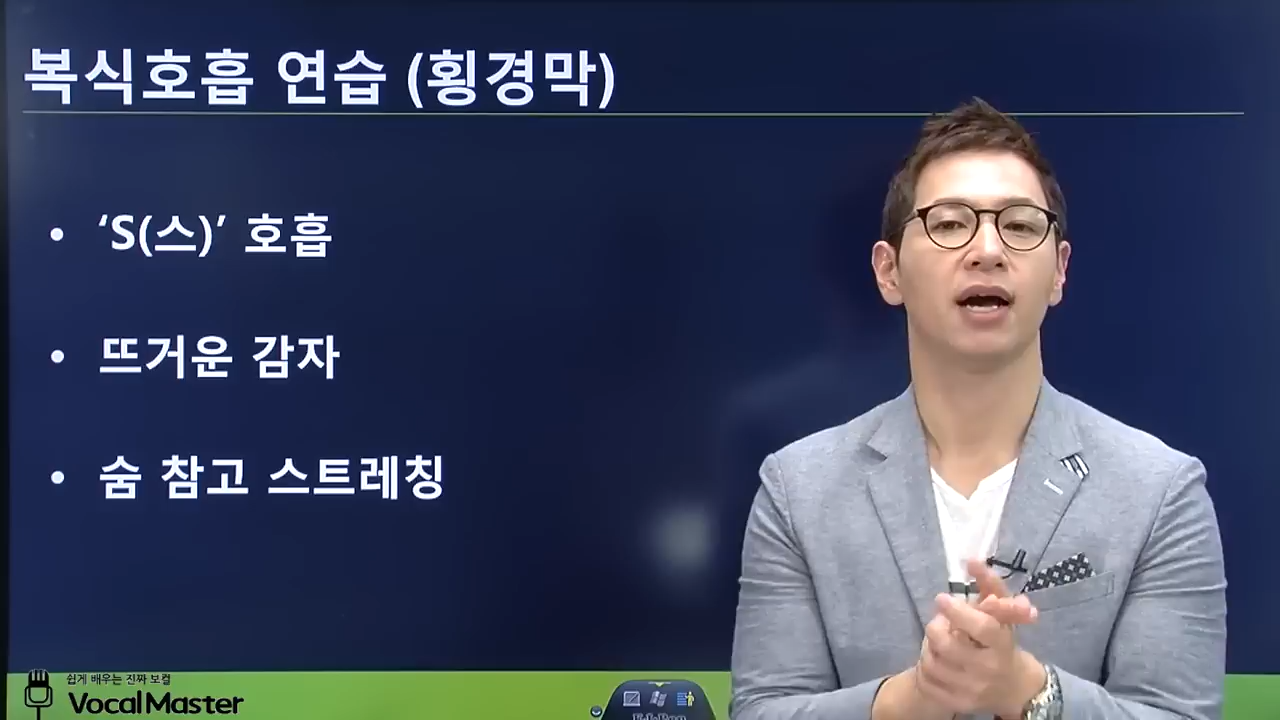 복식호흡 연습 (횡경막)
• ‘S(스)’ 호흡
• 뜨거운 감자
• 숨 참고 스트레칭
쉽게 배우는 진짜 보컬
VocalMaster